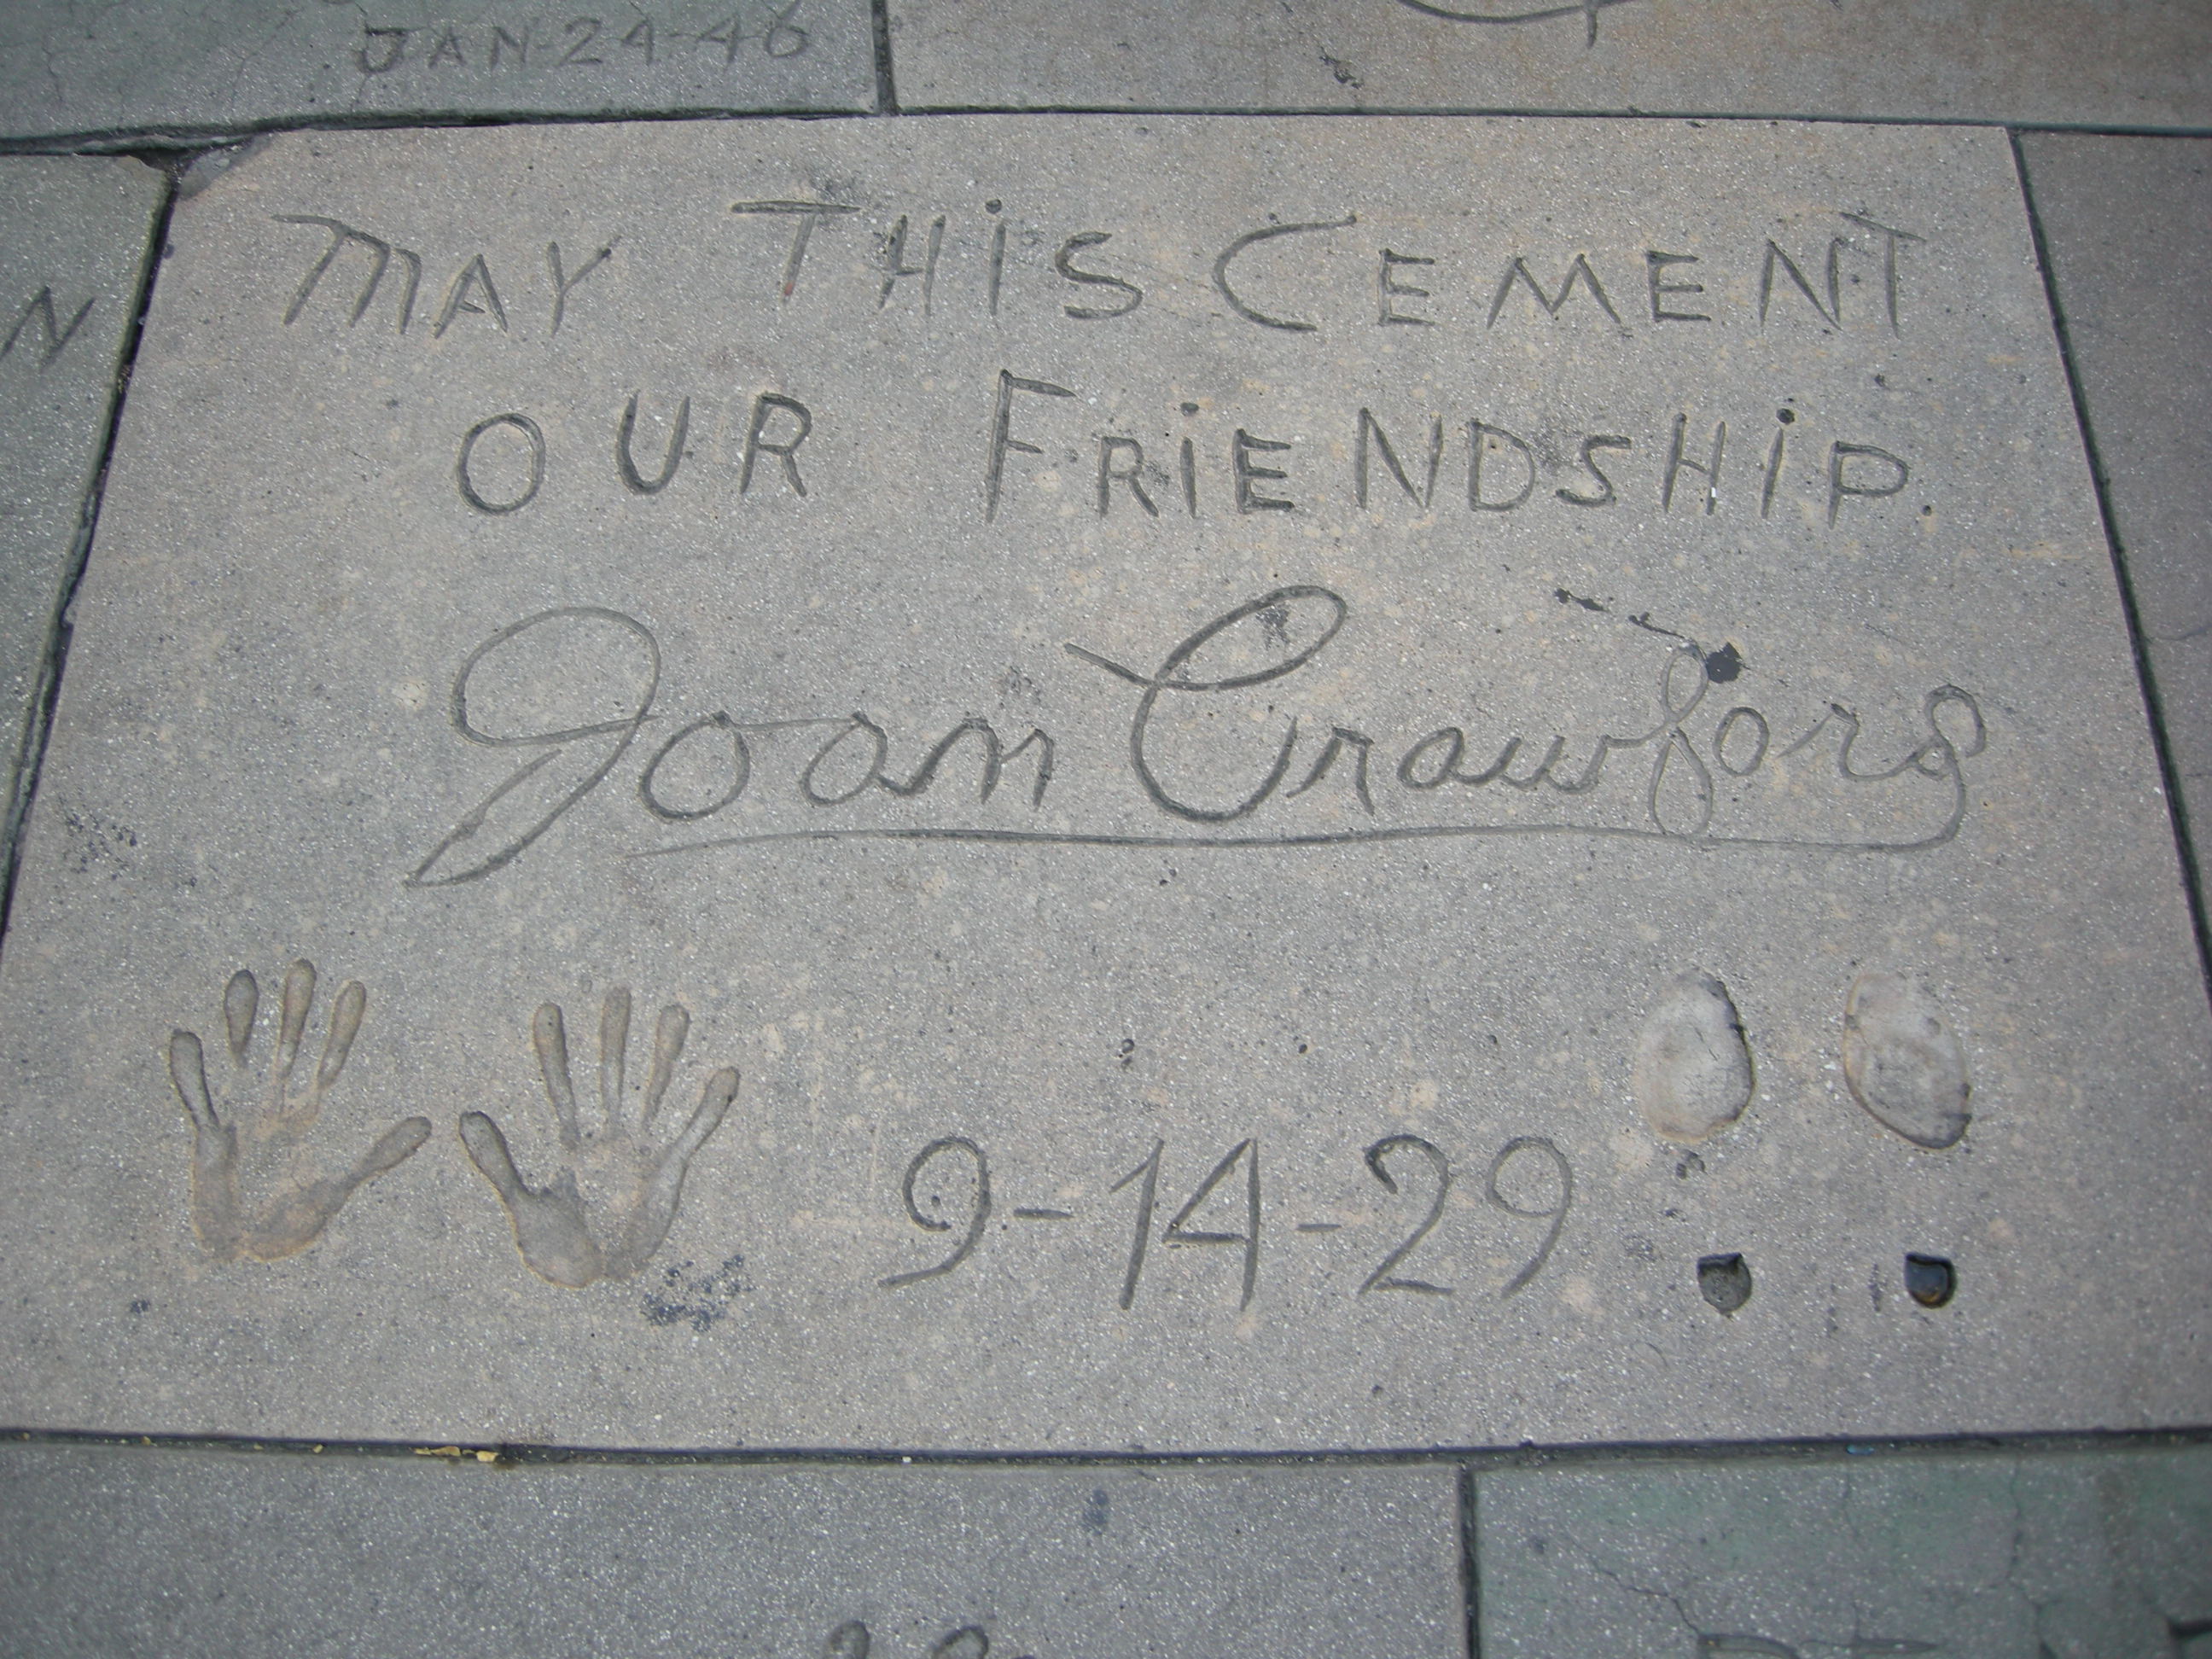 JAN-24-46
N
MAY THIS CEMENT
OUR FRIENDSHIP.
Joan Crawford
9-14-29